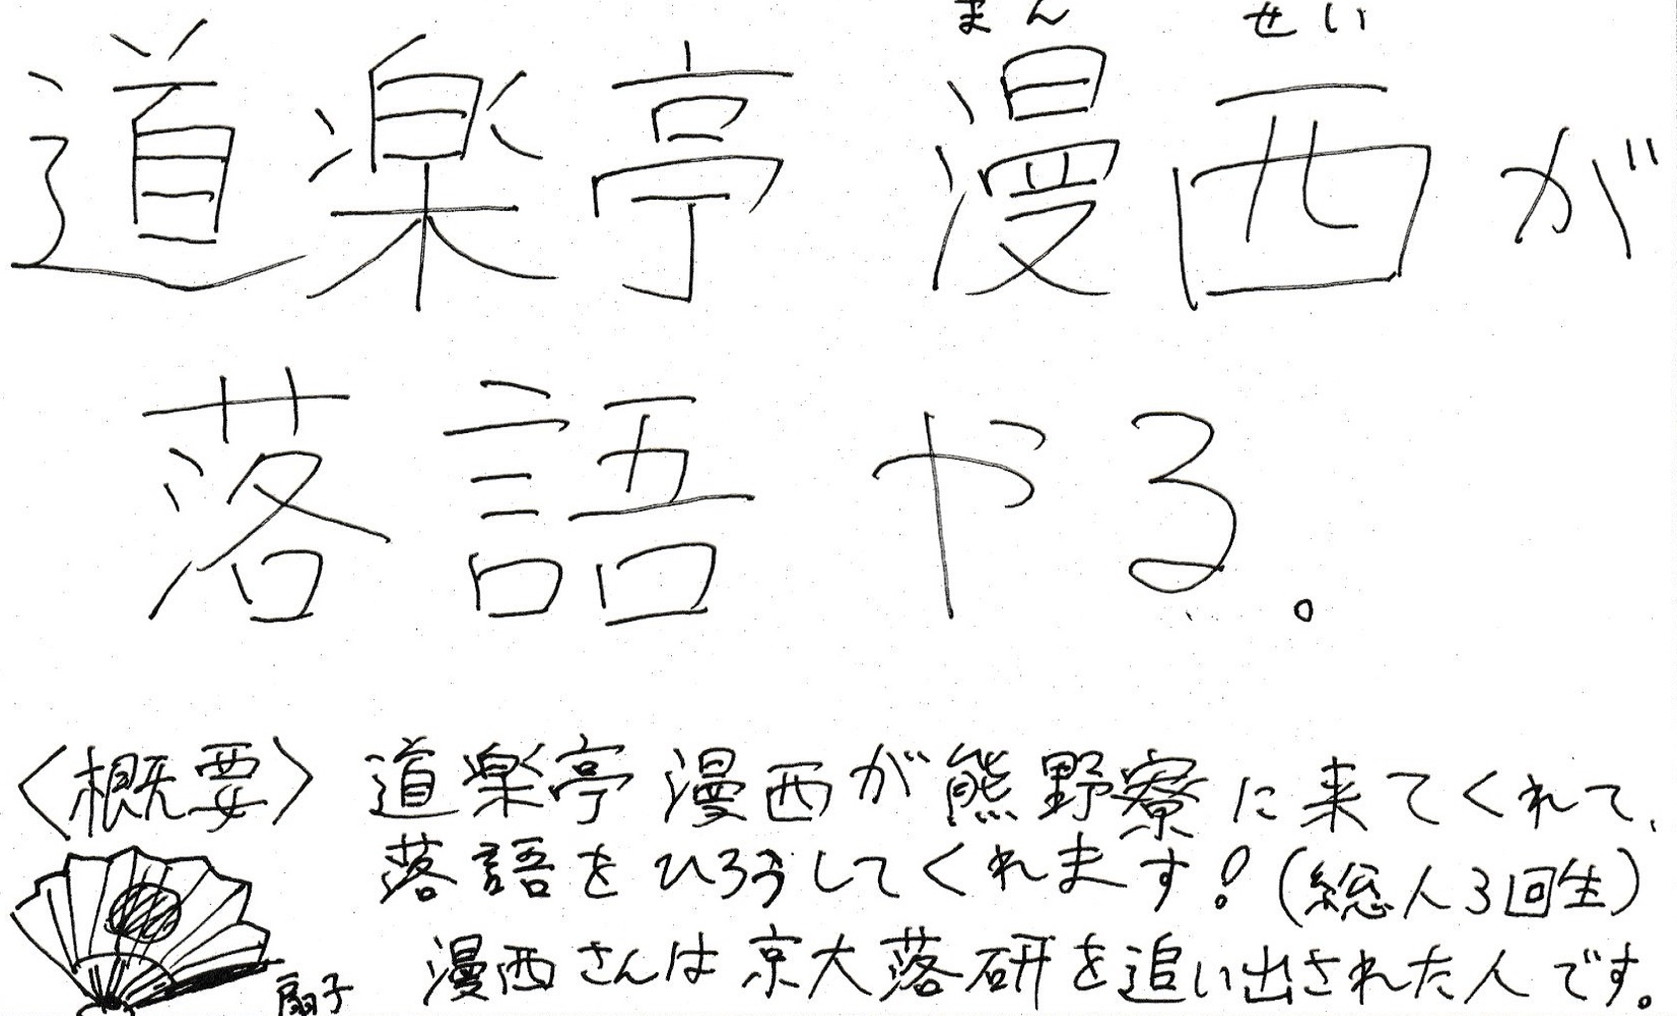 まんせい
道楽亭 漫西が
落語やる。
〈概要〉道楽亭 漫西が熊野寮に来てくれて、
落語をひろうしてくれます!(総人3回生)
漫西さんは京大落研を追い出された人です。
扇子